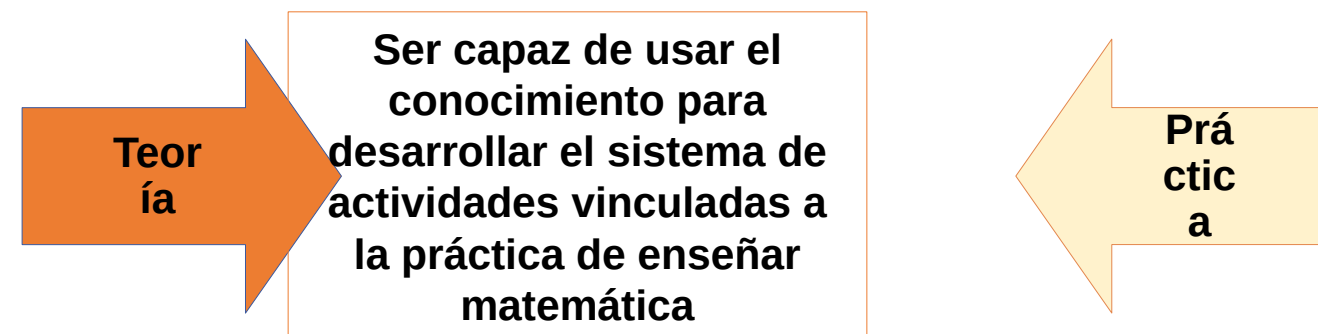 Teor
ía
Ser capaz de usar el
conocimiento para
desarrollar el sistema de
actividades vinculadas a
la práctica de enseñar
matemática
Prá
ctic
a